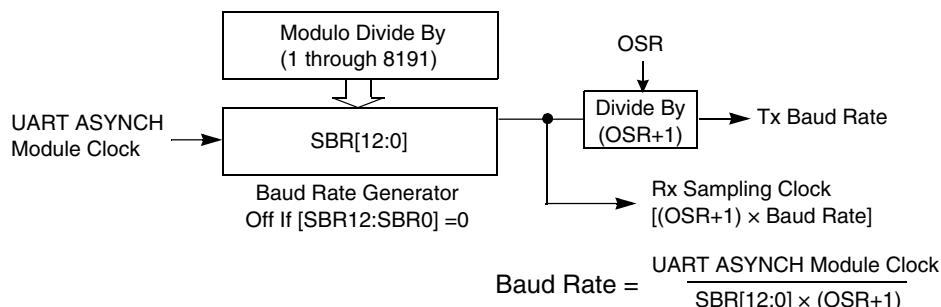 Modulo Divide By
(1 through 8191)
OSR
UART ASYNCH
Module Clock
SBR[12:0]
Divide By
(OSR+1)
Tx Baud Rate
Baud Rate Generator
Off If [SBR12:SBR0] =0
Rx Sampling Clock
[(OSR+1) × Baud Rate]
Baud Rate =
UART ASYNCH Module Clock
SBR[12:0] × (OSR+1)